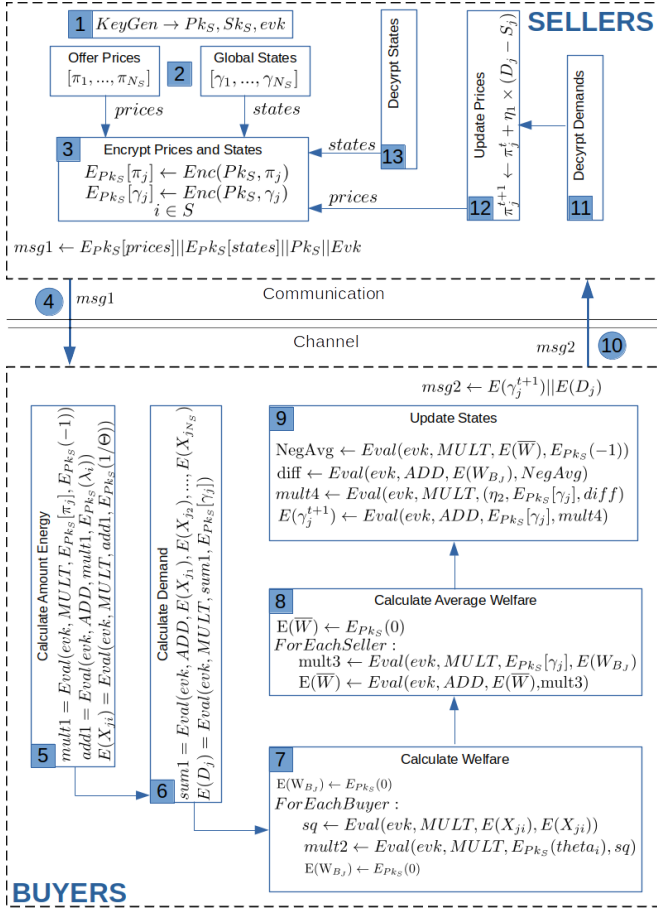 SELLERS
1 KeyGen → Pk_S, Sk_S, evk
Offer Prices
[π_1, ..., π_{N_S}]
2
Global States
[γ_1, ..., γ_{N_S}]
prices
states
3 Encrypt Prices and States
E_{Pk_S}[π_j] ← Enc(Pk_S, π_j)
E_{Pk_S}[γ_j] ← Enc(Pk_S, γ_j)
i ∈ S
Decyrpt States
13
states
prices
Update Prices
π_j^{t+1} ← π_j^t + η_1 × (D_j − S_j)
12
Decyrpt Demands
11
msg1 ← E_Pk_S[prices]||E_Pk_S[states]||Pk_S||Evk
4 msg1
Communication
Channel
10
msg2
msg2 ← E(γ_j^{t+1})||E(D_j)
Calculate Amount Energy
mult1 = Eval(evk, MULT, E_{Pk_S}[π_j], E_{Pk_S}(−1))
add1 = Eval(evk, ADD, mult1, E_{Pk_S}(λ_i))
E(X_{ji}) = Eval(evk, MULT, add1, E_{Pk_S}(1/Θ))
5
Calculate Demand
sum1 = Eval(evk, ADD, E(X_{j_1}), E(X_{j_2}), ..., E(X_{j_{N_S}})
E(D_j) = Eval(evk, MULT, sum1, E_{Pk_S}[γ_j])
6
9 Update States
NegAvg ← Eval(evk, MULT, E(W̅), E_{Pk_S}(−1))
diff ← Eval(evk, ADD, E(W_{B_J}), NegAvg)
mult4 ← Eval(evk, MULT, (η_2, E_{Pk_S}[γ_j], diff)
E(γ_j^{t+1}) ← Eval(evk, ADD, E_{Pk_S}[γ_j], mult4)
8 Calculate Average Welfare
E(W̅) ← E_{Pk_S}(0)
ForEachSeller :
mult3 ← Eval(evk, MULT, E_{Pk_S}[γ_j], E(W_{B_J})
E(W̅) ← Eval(evk, ADD, E(W̅),mult3)
7 Calculate Welfare
E(W_{B_J}) ← E_{Pk_S}(0)
ForEachBuyer :
sq ← Eval(evk, MULT, E(X_{ji}), E(X_{ji}))
mult2 ← Eval(evk, MULT, E_{Pk_S}(theta_i), sq)
E(W_{B_J}) ← E_{Pk_S}(0)
BUYERS